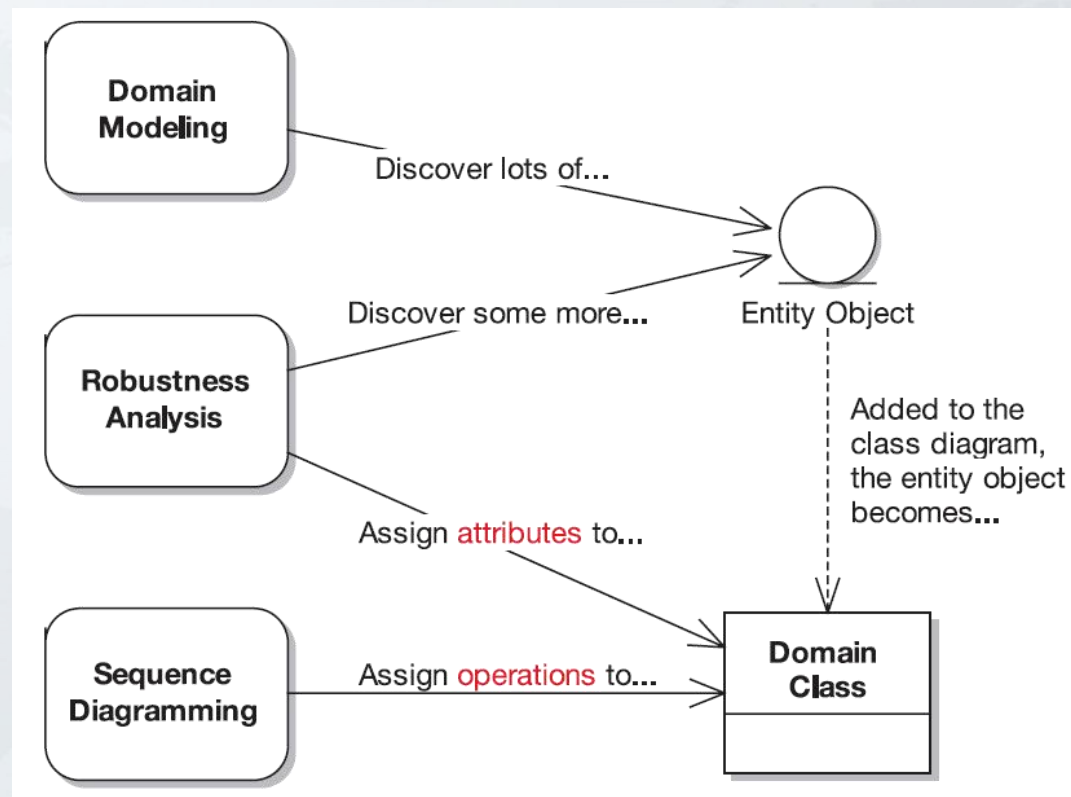 Domain
Modeling
Discover lots of...
Discover some more...
Entity Object
Robustness
Analysis
Added to the
class diagram,
the entity object
becomes...
Assign attributes to...
Sequence
Diagramming
Assign operations to...
Domain
Class